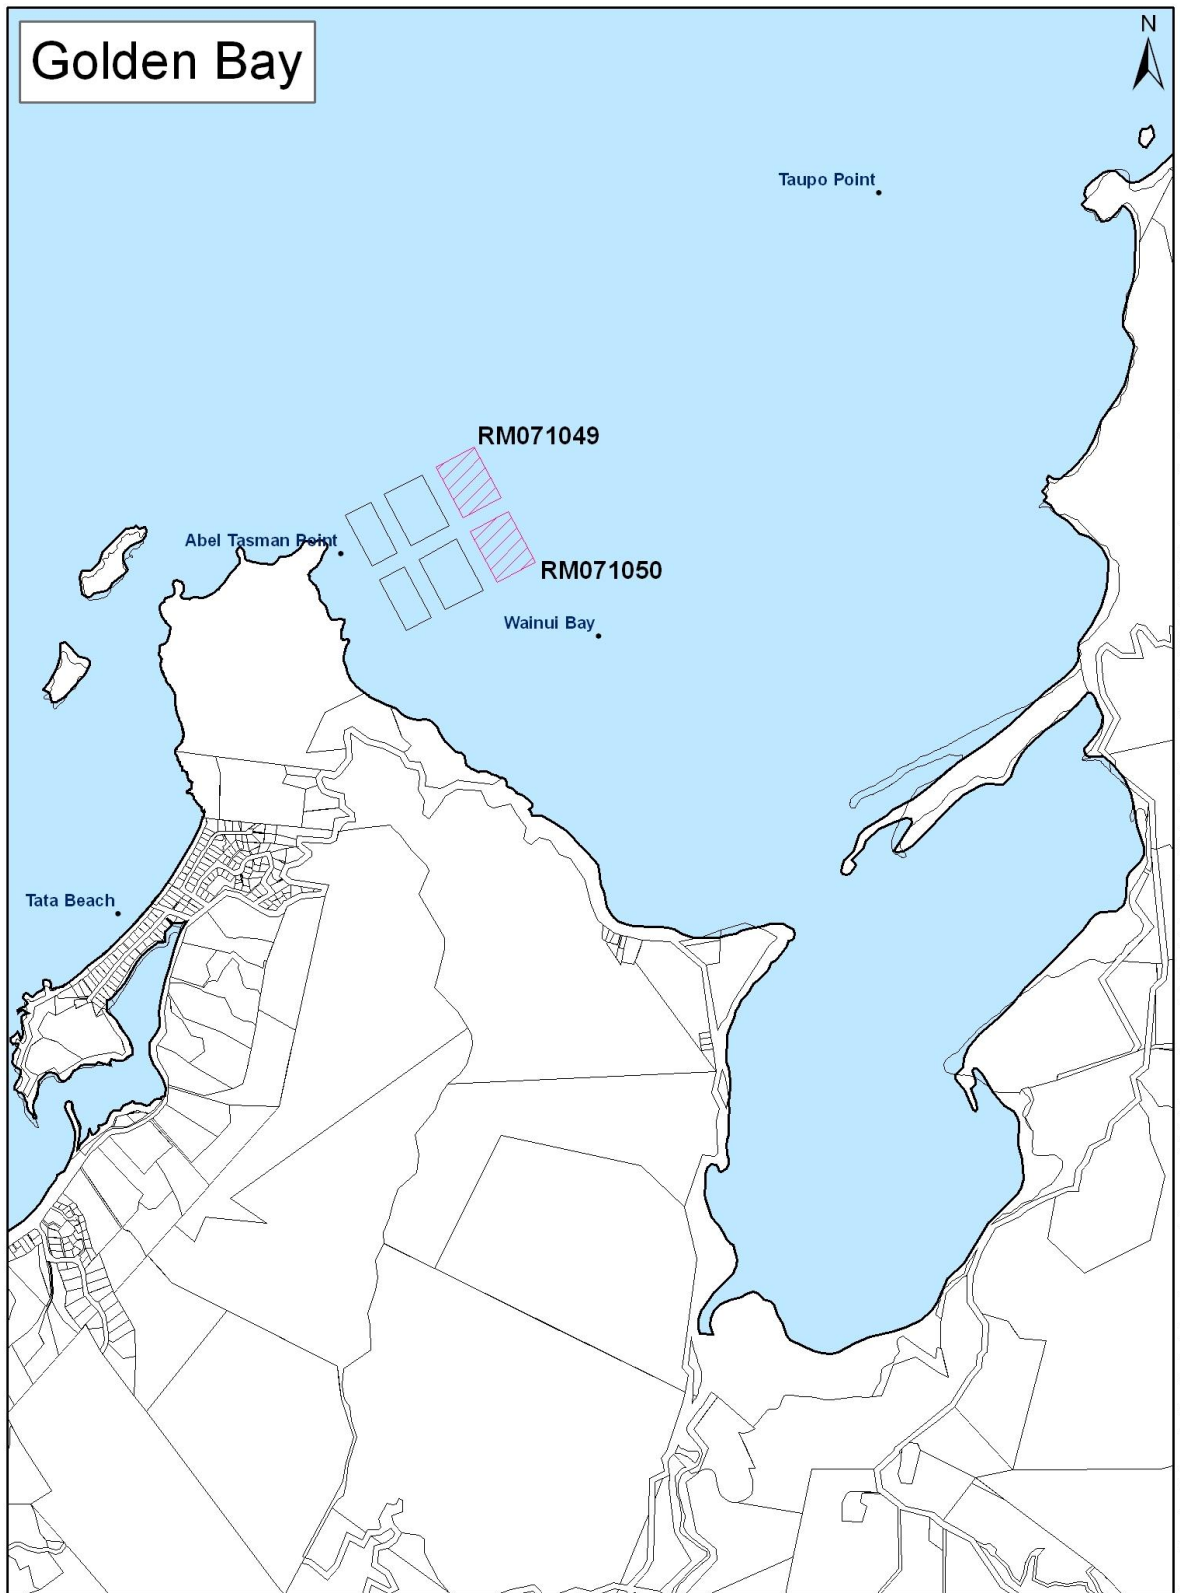 Golden Bay
N
Taupo Point
RM071049
Abel Tasman Point
RM071050
Wainui Bay
Tata Beach